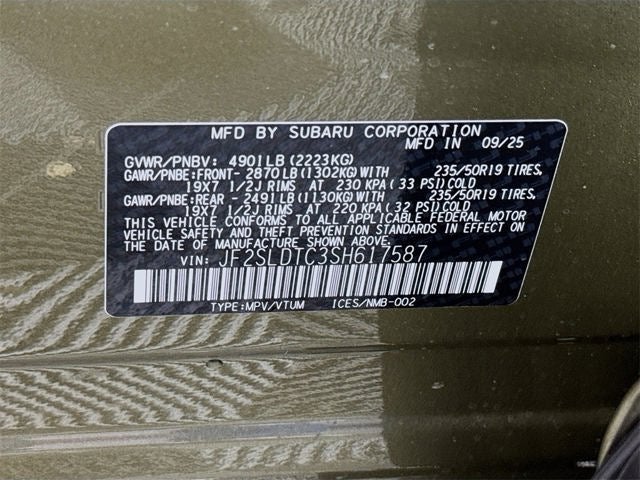 MFD BY SUBARU CORPORATION
MFD IN 09/25
GVWR/PNBV: 4901LB(2223KG)
GAWR/PNBE:FRONT- 2870LB(1302KG)WITH 235/50R19 TIRES,
19X7 1/2J RIMS AT 230 KPA(33 PSI)COLD
GAWR/PNBE:REAR - 2491LB(1130KG)WITH 235/50R19 TIRES,
19X7 1/2J RIMS AT 220 KPA(32 PSI)COLD
THIS VEHICLE CONFORMS TO ALL APPLICABLE FEDERAL MOTOR
VEHICLE SAFETY STANDARDS IN EFFECT ON
THE DATE OF MANUFACTURE SHOWN ABOVE.
VIN: JF2SLDTC3SH617587
TYPE:MPV/VTUM ICES/NMB-002